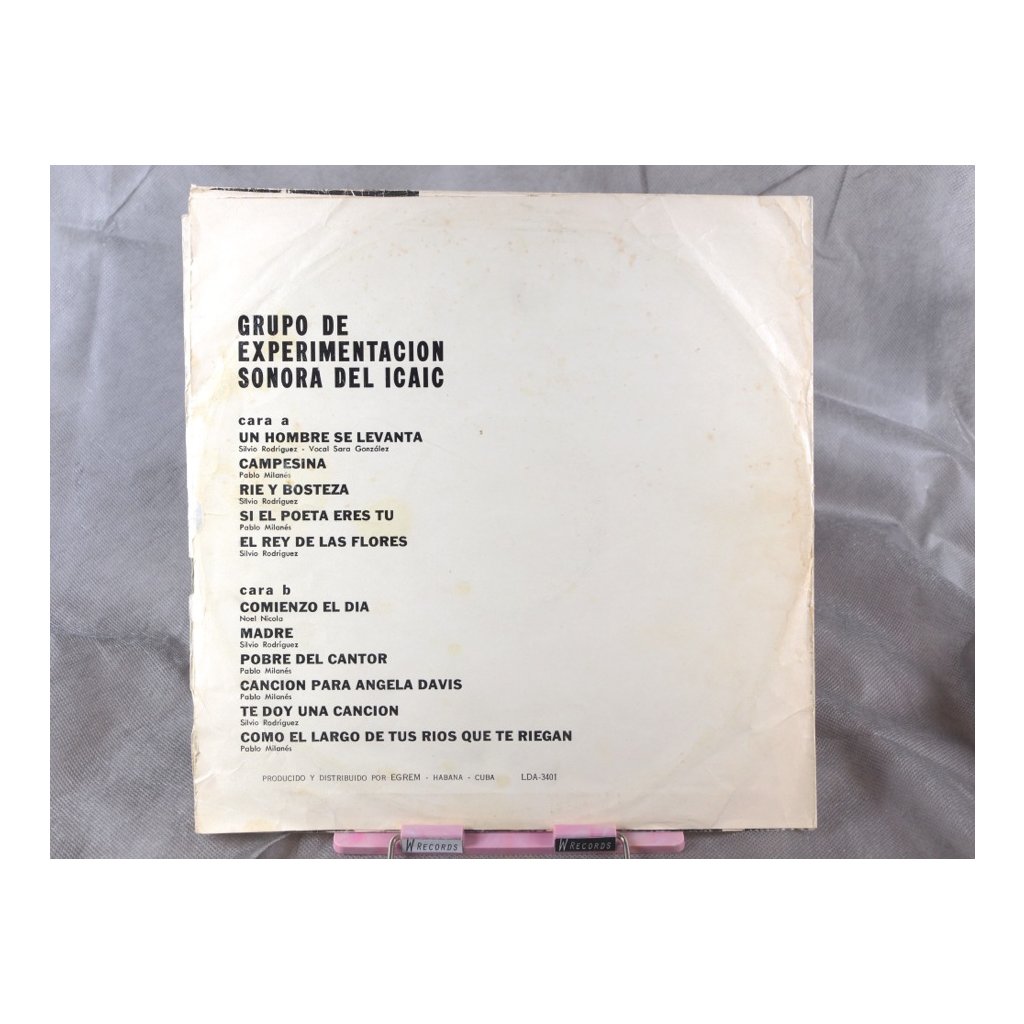 GRUPO DE
EXPERIMENTACION
SONORA DEL ICAIC
cara a
UN HOMBRE SE LEVANTA
Silvio Rodríguez - Vocal Sara González
CAMPESINA
Pablo Milanés
RIE Y BOSTEZA
Silvio Rodríguez
SI EL POETA ERES TU
Pablo Milanés
EL REY DE LAS FLORES
Silvio Rodríguez
cara b
COMIENZO EL DIA
Noel Nicola
MADRE
Silvio Rodríguez
POBRE DEL CANTOR
Pablo Milanés
CANCION PARA ANGELA DAVIS
Pablo Milanés
TE DOY UNA CANCION
Silvio Rodríguez
COMO EL LARGO DE TUS RIOS QUE TE RIEGAN
Pablo Milanés
PRODUCIDO Y DISTRIBUIDO POR EGREM - HABANA - CUBA LDA-3401
W RECORDS W RECORDS